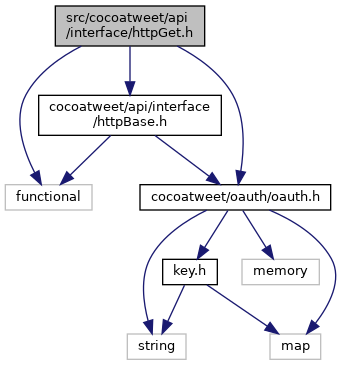 src/cocoatweet/api
/interface/httpGet.h
cocoatweet/api/interface
/httpBase.h
functional
cocoatweet/oauth/oauth.h
key.h
memory
string
map